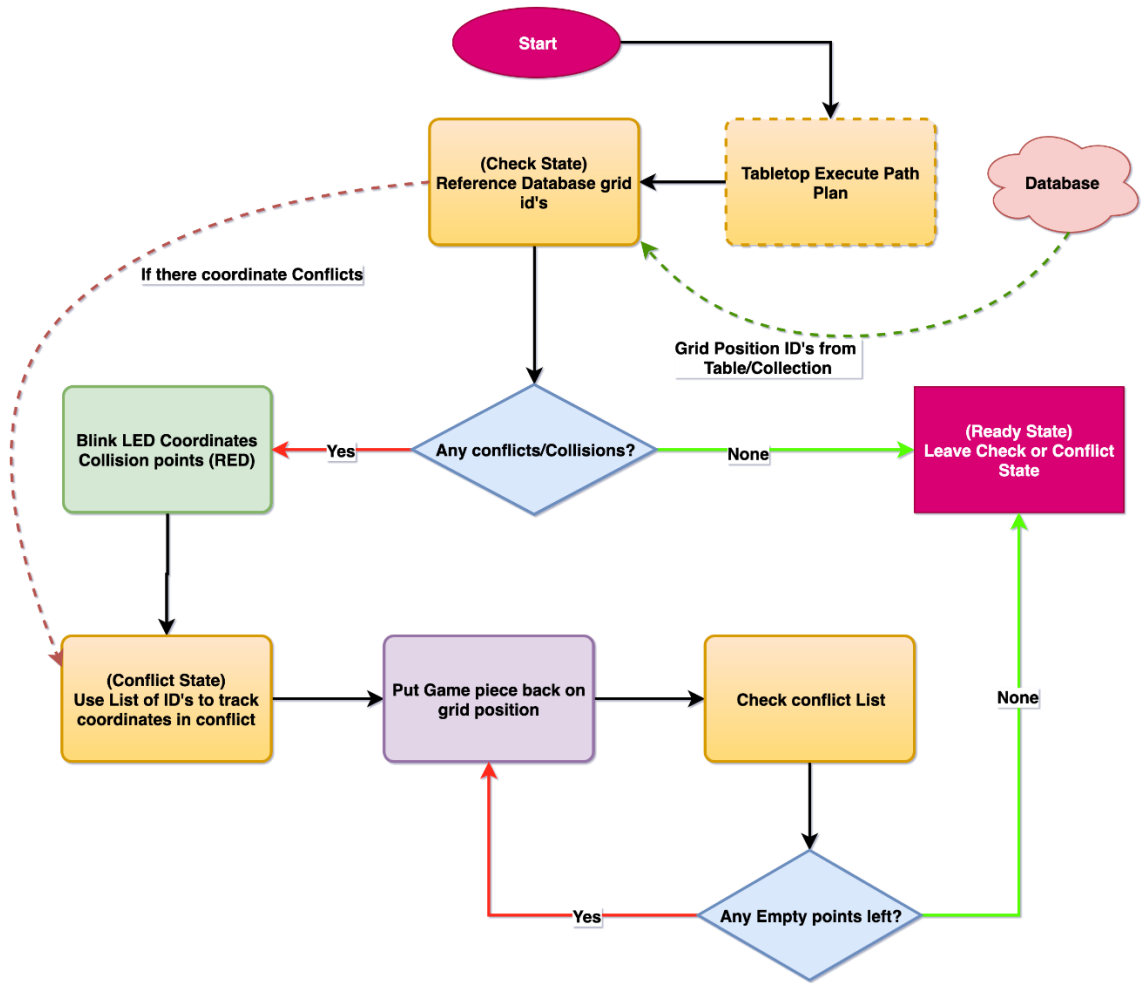 Start
(Check State)
Reference Database grid
id's
Tabletop Execute Path
Plan
Database
If there coordinate Conflicts
Grid Position ID's from
Table/Collection
Blink LED Coordinates
Collision points (RED)
Yes
Any conflicts/Collisions?
None
(Ready State)
Leave Check or Conflict
State
(Conflict State)
Use List of ID's to track
coordinates in conflict
Put Game piece back on
grid position
Check conflict List
None
Yes
Any Empty points left?